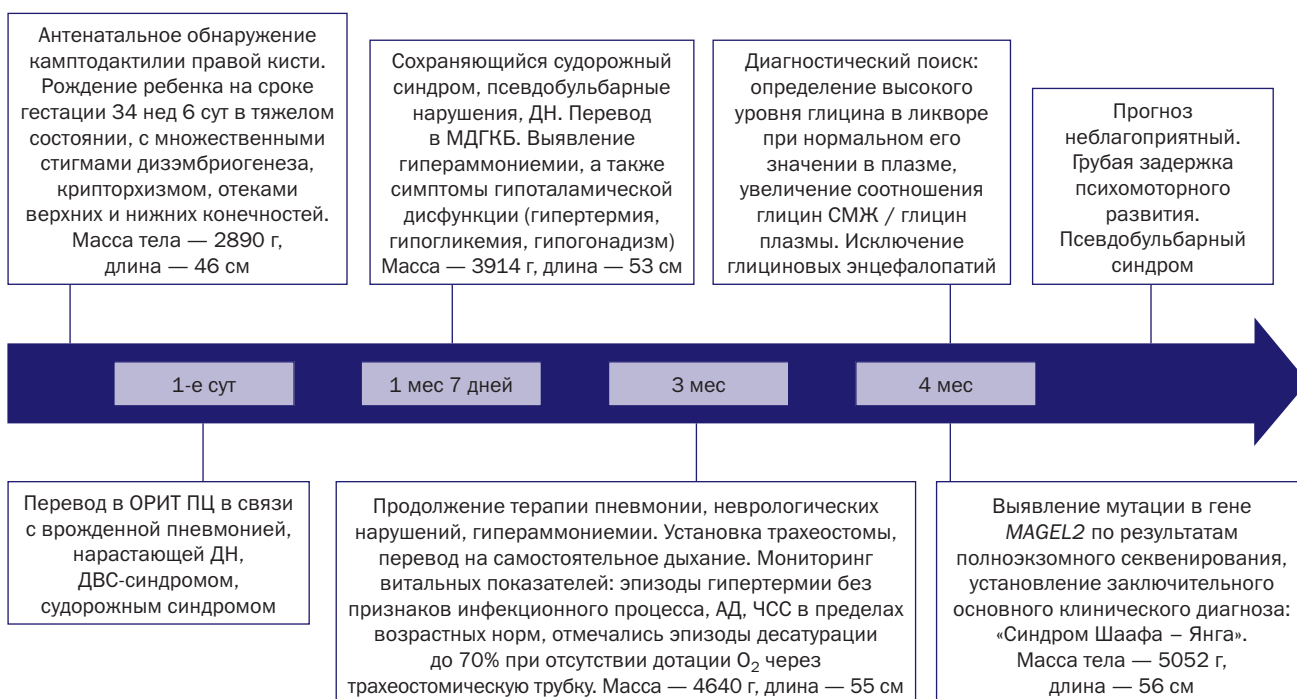 Антенатальное обнаружение
камптодактилии правой кисти.
Рождение ребенка на сроке
гестации 34 нед 6 сут в тяжелом
состоянии, с множественными
стигмами дизэмбриогенеза,
крипторхизмом, отеками
верхних и нижних конечностей.
Масса тела — 2890 г,
длина — 46 см
Сохраняющийся судорожный
синдром, псевдобульбарные
нарушения, ДН. Перевод
в МДГКБ. Выявление
гипераммониемии, а также
симптомы гипоталамической
дисфункции (гипертермия,
гипогликемия, гипогонадизм)
Масса — 3914 г, длина — 53 см
Диагностический поиск:
определение высокого
уровня глицина в ликворе
при нормальном его
значении в плазме,
увеличение соотношения
глицин СМЖ / глицин
плазмы. Исключение
глициновых энцефалопатий
Прогноз
неблагоприятный.
Грубая задержка
психомоторного
развития.
Псевдобульбарный
синдром
1-е сут
1 мес 7 дней
3 мес
4 мес
Перевод в ОРИТ ПЦ в связи
с врожденной пневмонией,
нарастающей ДН,
ДВС-синдромом,
судорожным синдромом
Продолжение терапии пневмонии, неврологических
нарушений, гипераммониемии. Установка трахеостомы,
перевод на самостоятельное дыхание. Мониторинг
витальных показателей: эпизоды гипертермии без
признаков инфекционного процесса, АД, ЧСС в пределах
возрастных норм, отмечались эпизоды десатурации
до 70% при отсутствии дотации O₂ через
трахеостомическую трубку. Масса — 4640 г, длина — 55 см
Выявление мутации в гене
MAGEL2 по результатам
полноэкзомного секвенирования,
установление заключительного
основного клинического диагноза:
«Синдром Шаафа – Янга».
Масса тела — 5052 г,
длина — 56 см